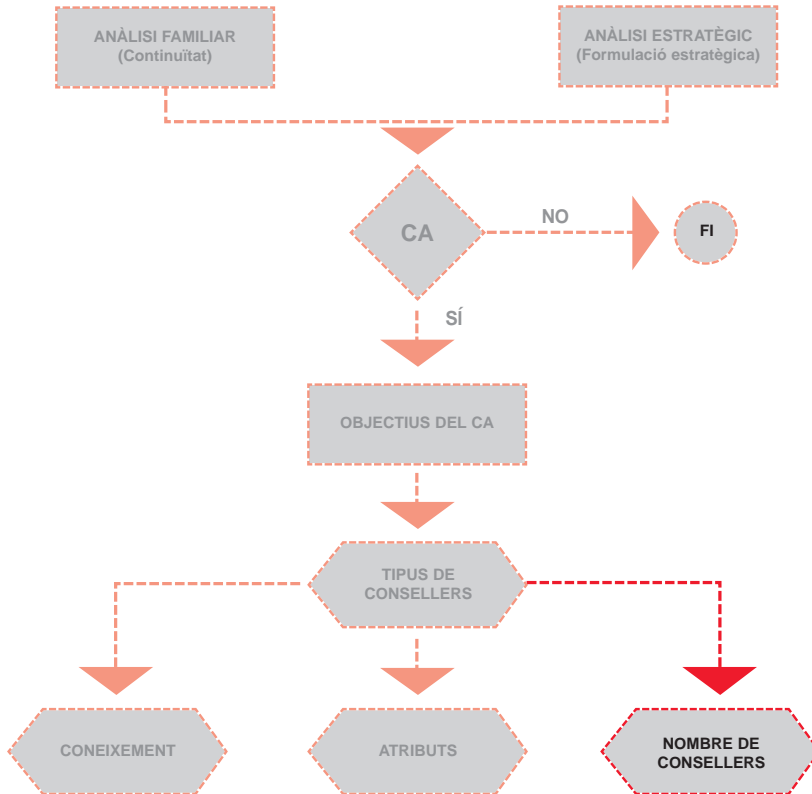 ANÀLISI FAMILIAR
(Continuïtat)
ANÀLISI ESTRATÈGIC
(Formulació estratègica)
CA
NO
FI
SÍ
OBJECTIUS DEL CA
TIPUS DE
CONSELLERS
CONEIXEMENT
ATRIBUTS
NOMBRE DE
CONSELLERS